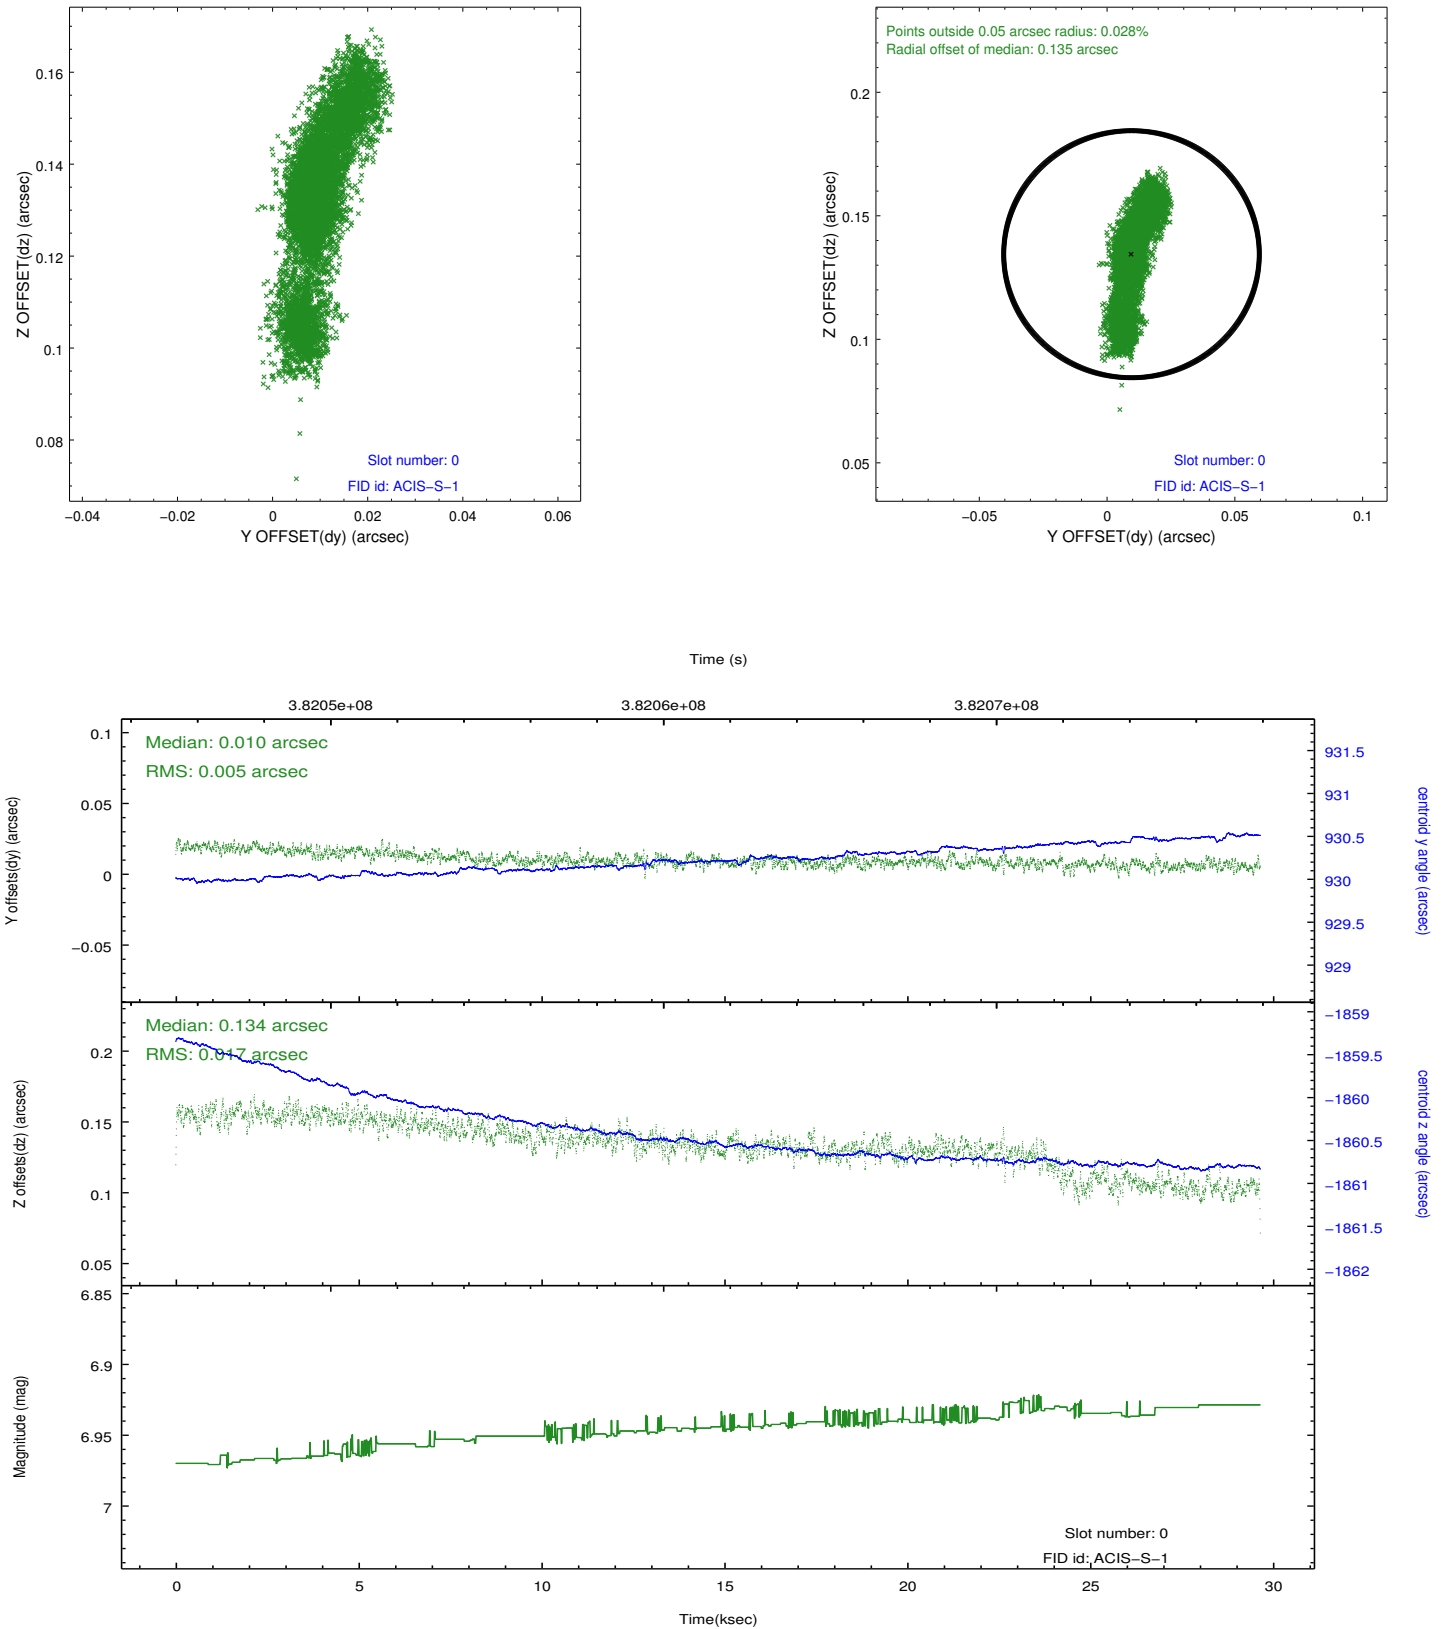 0.16
0.14
0.12
0.1
0.08
Z OFFSET(dz) (arcsec)
Slot number: 0
FID id: ACIS−S−1
−0.04 −0.02 0 0.02 0.04 0.06
Y OFFSET(dy) (arcsec)
Points outside 0.05 arcsec radius: 0.028%
Radial offset of median: 0.135 arcsec
0.2
0.15
0.1
0.05
Z OFFSET(dz) (arcsec)
Slot number: 0
FID id: ACIS−S−1
−0.05 0 0.05 0.1
Y OFFSET(dy) (arcsec)
Time (s)
3.8205e+08 3.8206e+08 3.8207e+08
Median: 0.010 arcsec
RMS: 0.005 arcsec
0.1
0.05
0
−0.05
Y offsets(dy) (arcsec)
931.5
931
930.5
930
929.5
929
centroid y angle (arcsec)
Median: 0.134 arcsec
RMS: 0.017 arcsec
0.2
0.15
0.1
0.05
Z offsets(dz) (arcsec)
−1859
−1859.5
−1860
−1860.5
−1861
−1861.5
−1862
centroid z angle (arcsec)
6.85
6.9
6.95
7
Magnitude (mag)
Slot number: 0
FID id: ACIS−S−1
0 5 10 15 20 25 30
Time(ksec)